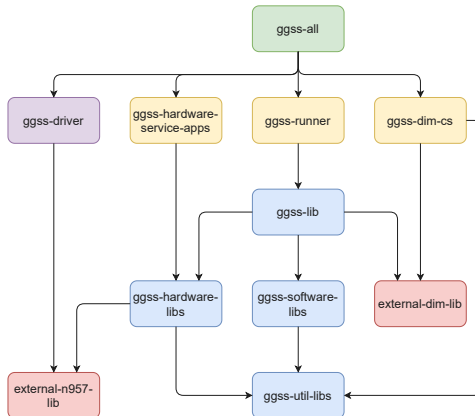 ggss-all
ggss-driver
ggss-hardware-
service-apps
ggss-runner
ggss-dim-cs
ggss-lib
ggss-hardware-
libs
ggss-software-
libs
external-dim-lib
external-n957-
lib
ggss-util-libs